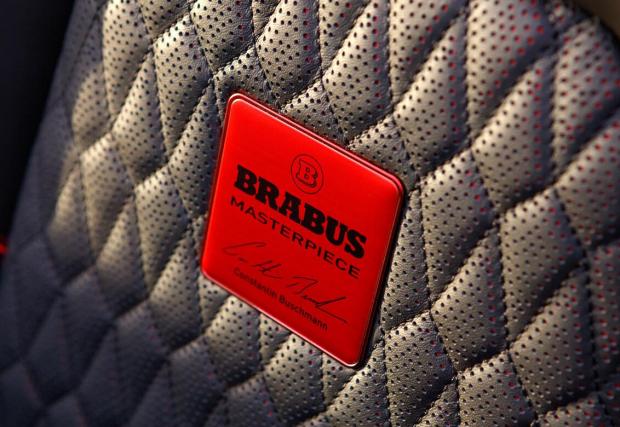 B
BRABUS
MASTERPIECE
Constantin Buschmann